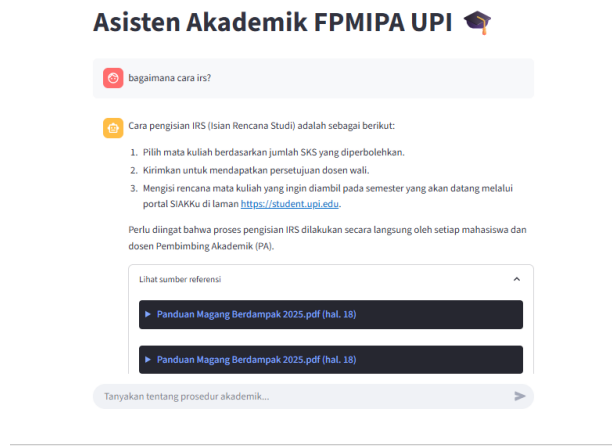 Asisten Akademik FPMIPA UPI
bagaimana cara irs?
Cara pengisian IRS (Isian Rencana Studi) adalah sebagai berikut:
1. Pilih mata kuliah berdasarkan jumlah SKS yang diperbolehkan.
2. Kirimkan untuk mendapatkan persetujuan dosen wali.
3. Mengisi rencana mata kuliah yang ingin diambil pada semester yang akan datang melalui
portal SIAKKu di laman https://student.upi.edu.
Perlu diingat bahwa proses pengisian IRS dilakukan secara langsung oleh setiap mahasiswa dan
dosen Pembimbing Akademik (PA).
Lihat sumber referensi
Panduan Magang Berdampak 2025.pdf (hal. 18)
Panduan Magang Berdampak 2025.pdf (hal. 18)
Tanyakan tentang prosedur akademik...